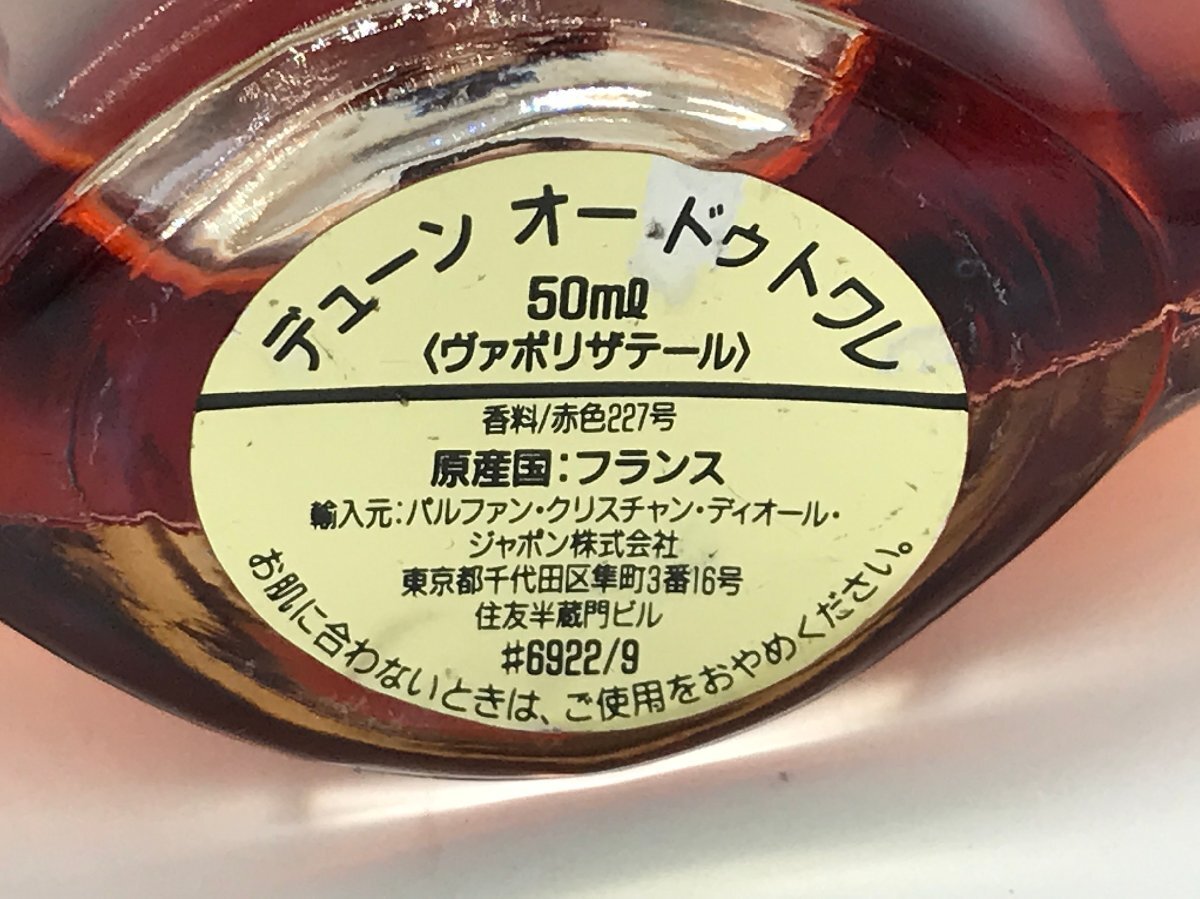 デューン オー ドゥ トワレ
50mℓ
〈ヴァポリザテール〉
香料/赤色227号
原産国:フランス
輸入元:パルファン・クリスチャン・ディオール・
ジャポン株式会社
東京都千代田区隼町3番16号
住友半蔵門ビル
#6922/9
お肌に合わないときは、ご使用をおやめください。